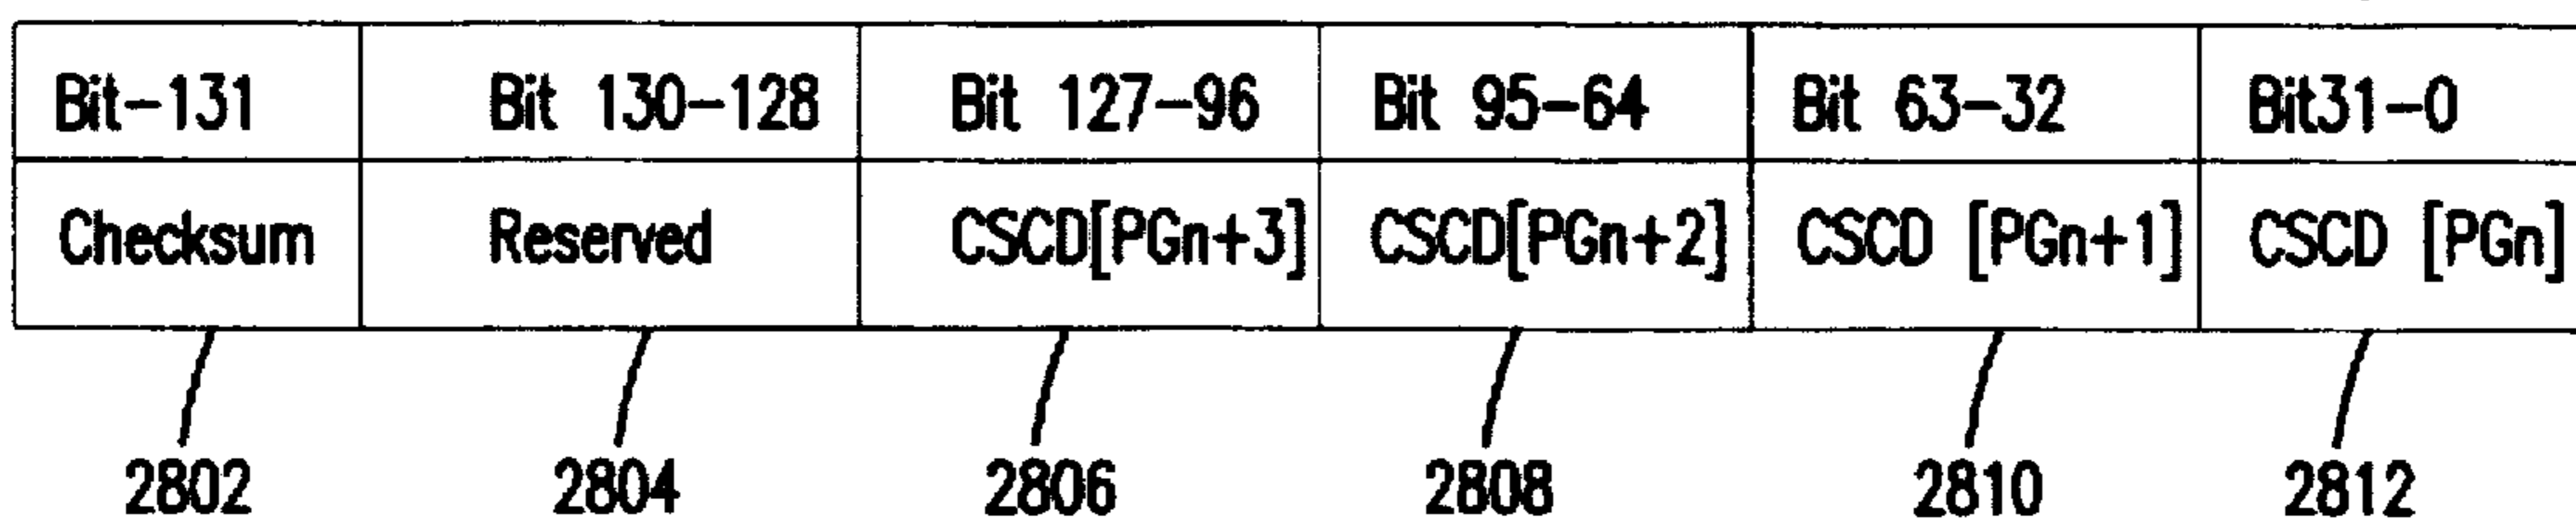 Bit-131 Bit 130-128 Bit 127-96 Bit 95-64 Bit 63-32 Bit31-0
Checksum Reserved CSCD[PGn+3] CSCD[PGn+2] CSCD [PGn+1] CSCD [PGn]
2802 2804 2806 2808 2810 2812